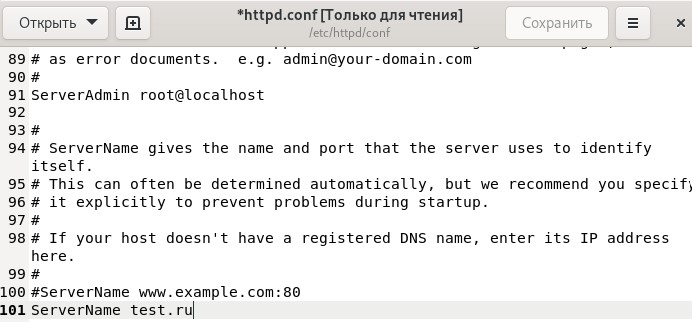 Открыть
*httpd.conf [Только для чтения]
/etc/httpd/conf
Сохранить
89 # as error documents.  e.g. admin@your-domain.com
90 #
91 ServerAdmin root@localhost
92
93 #
94 # ServerName gives the name and port that the server uses to identify
itself.
95 # This can often be determined automatically, but we recommend you specify
96 # it explicitly to prevent problems during startup.
97 #
98 # If your host doesn't have a registered DNS name, enter its IP address
here.
99 #
100 #ServerName www.example.com:80
101 ServerName test.ru